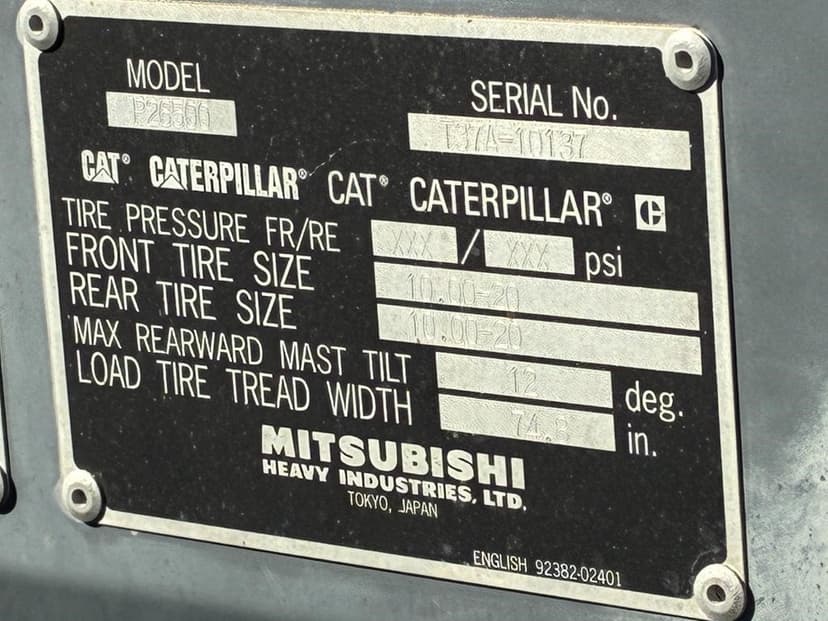 MODEL
P26500
SERIAL No.
T37A-10137
CAT® CATERPILLAR® CAT® CATERPILLAR® C
TIRE PRESSURE FR/RE XXX / XXX psi
FRONT TIRE SIZE 10.00-20
REAR TIRE SIZE 10.00-20
MAX REARWARD MAST TILT 12 deg.
LOAD TIRE TREAD WIDTH 74.8 in.
MITSUBISHI
HEAVY INDUSTRIES, LTD.
TOKYO, JAPAN
ENGLISH 92382-02401